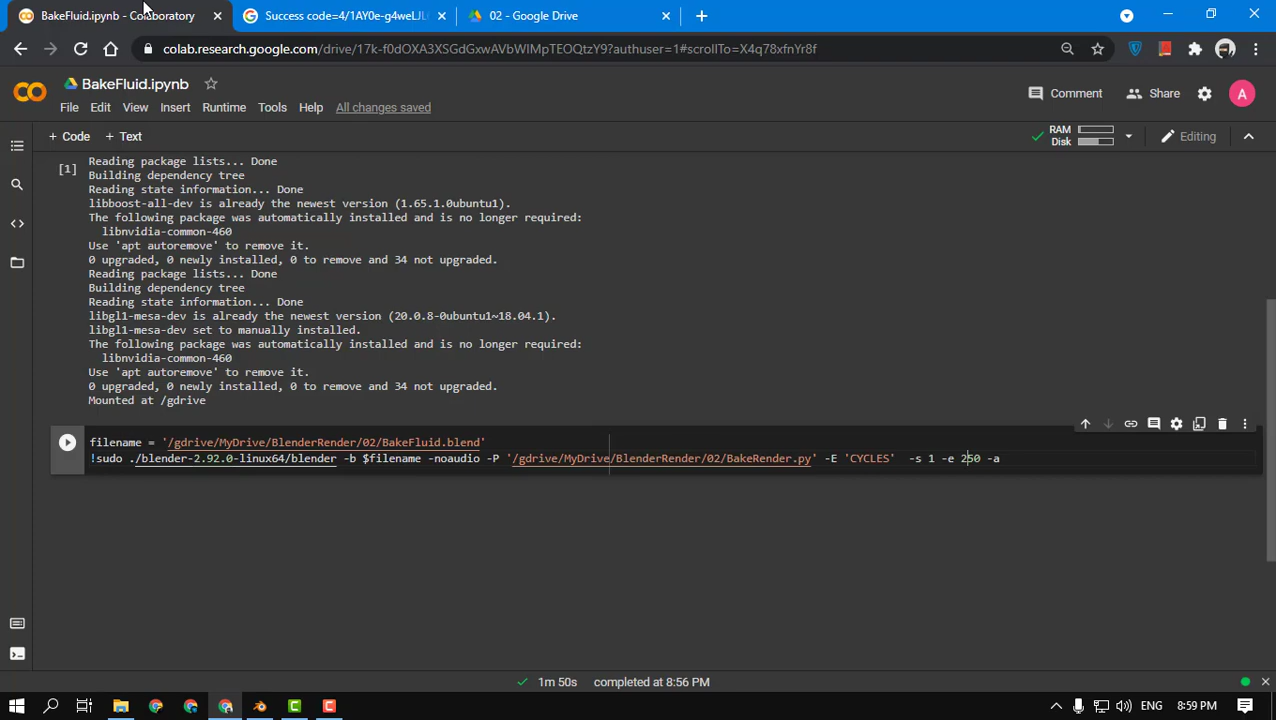 BakeFluid.ipynb - Colaboratory
Success code=4/1AY0e-g4weLJL
02 - Google Drive
colab.research.google.com/drive/17k-f0dOXA3XSGdGxwAVWlMpTEOQtzY9?authuser=1#scrollTo=X4q78xfnYr8f
BakeFluid.ipynb
File Edit View Insert Runtime Tools Help All changes saved
Comment Share A
+ Code + Text
RAM
Disk
Editing
[1]
Reading package lists... Done
Building dependency tree
Reading state information... Done
libboost-all-dev is already the newest version (1.65.1.0ubuntu1).
The following package was automatically installed and is no longer required:
libnvidia-common-460
Use 'apt autoremove' to remove it.
0 upgraded, 0 newly installed, 0 to remove and 34 not upgraded.
Reading package lists... Done
Building dependency tree
Reading state information... Done
libgl1-mesa-dev is already the newest version (20.0.8-0ubuntu1~18.04.1).
libgl1-mesa-dev set to manually installed.
The following package was automatically installed and is no longer required:
libnvidia-common-460
Use 'apt autoremove' to remove it.
0 upgraded, 0 newly installed, 0 to remove and 34 not upgraded.
Mounted at /gdrive
filename = '/gdrive/MyDrive/BlenderRender/02/BakeFluid.blend'
!sudo ./blender-2.92.0-linux64/blender -b $filename -noaudio -P '/gdrive/MyDrive/BlenderRender/02/BakeRender.py' -E 'CYCLES' -s 1 -e 250 -a
1m 50s completed at 8:56 PM
ENG 8:59 PM